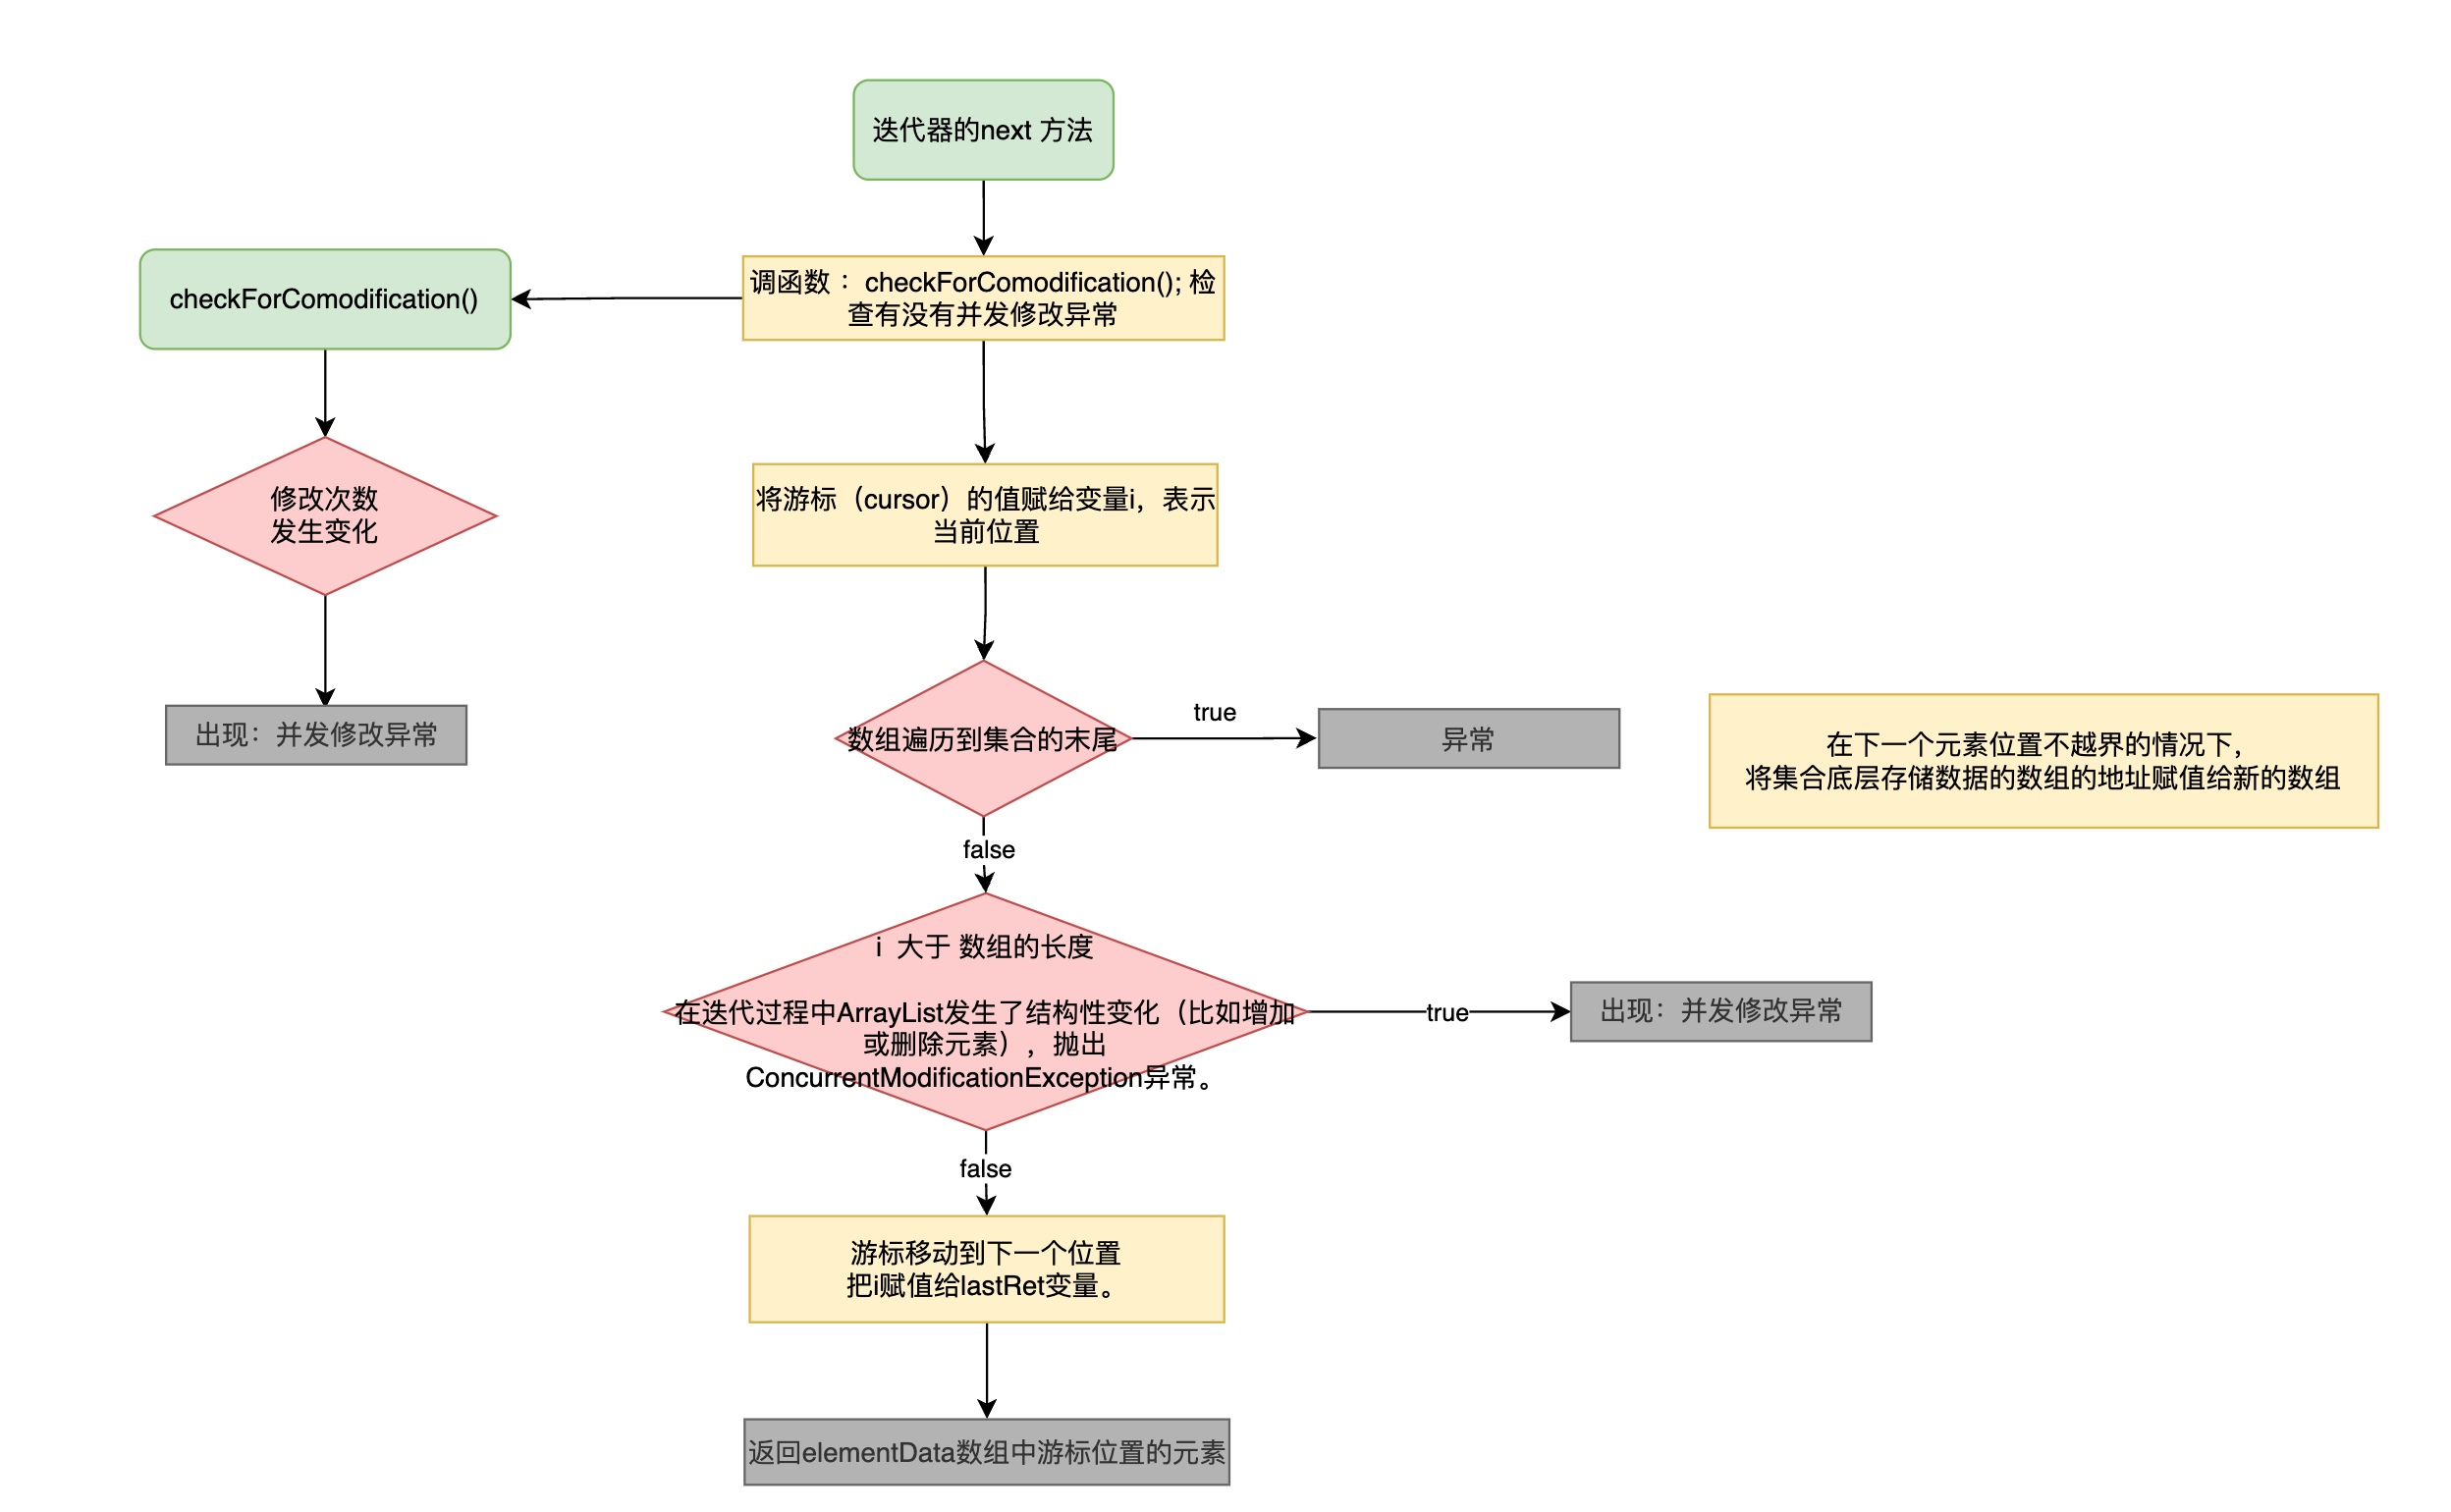 迭代器的next 方法
调函数： checkForComodification(); 检
查有没有并发修改异常
checkForComodification()
修改次数
发生变化
出现：并发修改异常
将游标（cursor）的值赋给变量i，表示
当前位置
数组遍历到集合的末尾
true
异常
在下一个元素位置不越界的情况下，
将集合底层存储数据的数组的地址赋值给新的数组
false
i 大于 数组的长度
在迭代过程中ArrayList发生了结构性变化（比如增加
或删除元素），抛出
ConcurrentModificationException异常。
true
出现：并发修改异常
false
游标移动到下一个位置
把i赋值给lastRet变量。
返回elementData数组中游标位置的元素